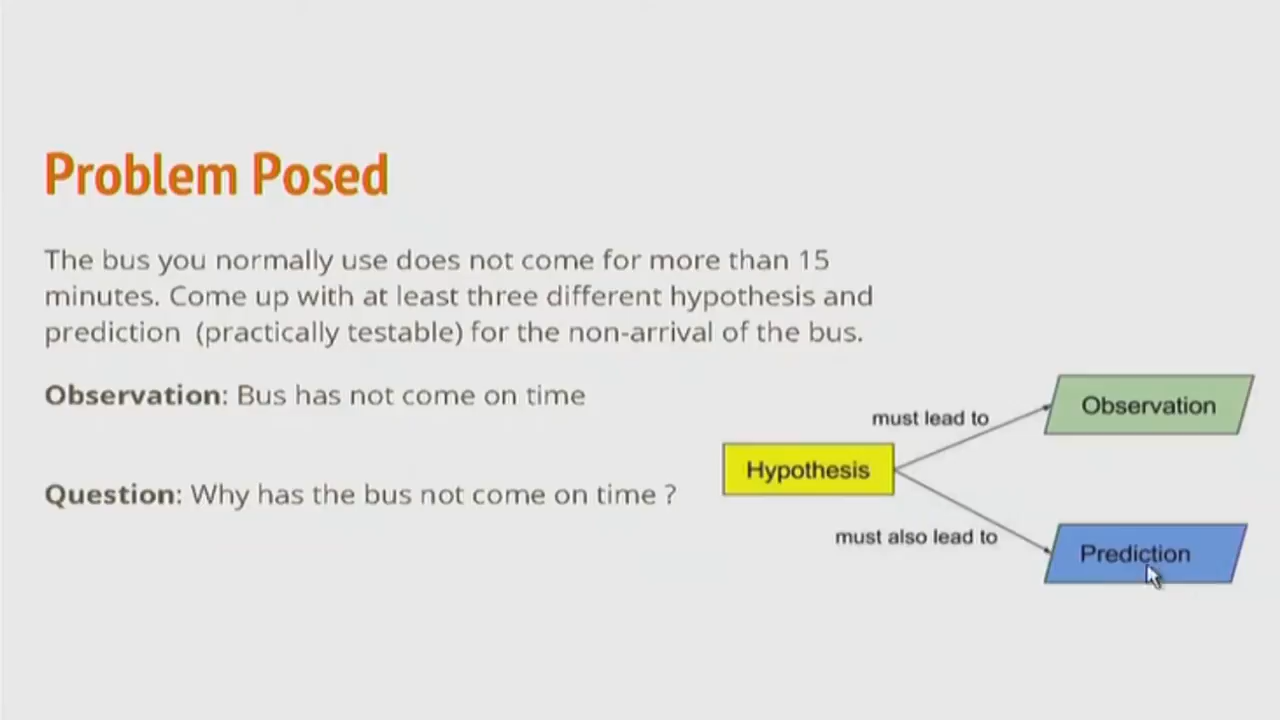 Problem Posed
The bus you normally use does not come for more than 15
minutes. Come up with at least three different hypothesis and
prediction (practically testable) for the non-arrival of the bus.
Observation: Bus has not come on time
Question: Why has the bus not come on time ?
must lead to
Observation
Hypothesis
must also lead to
Prediction